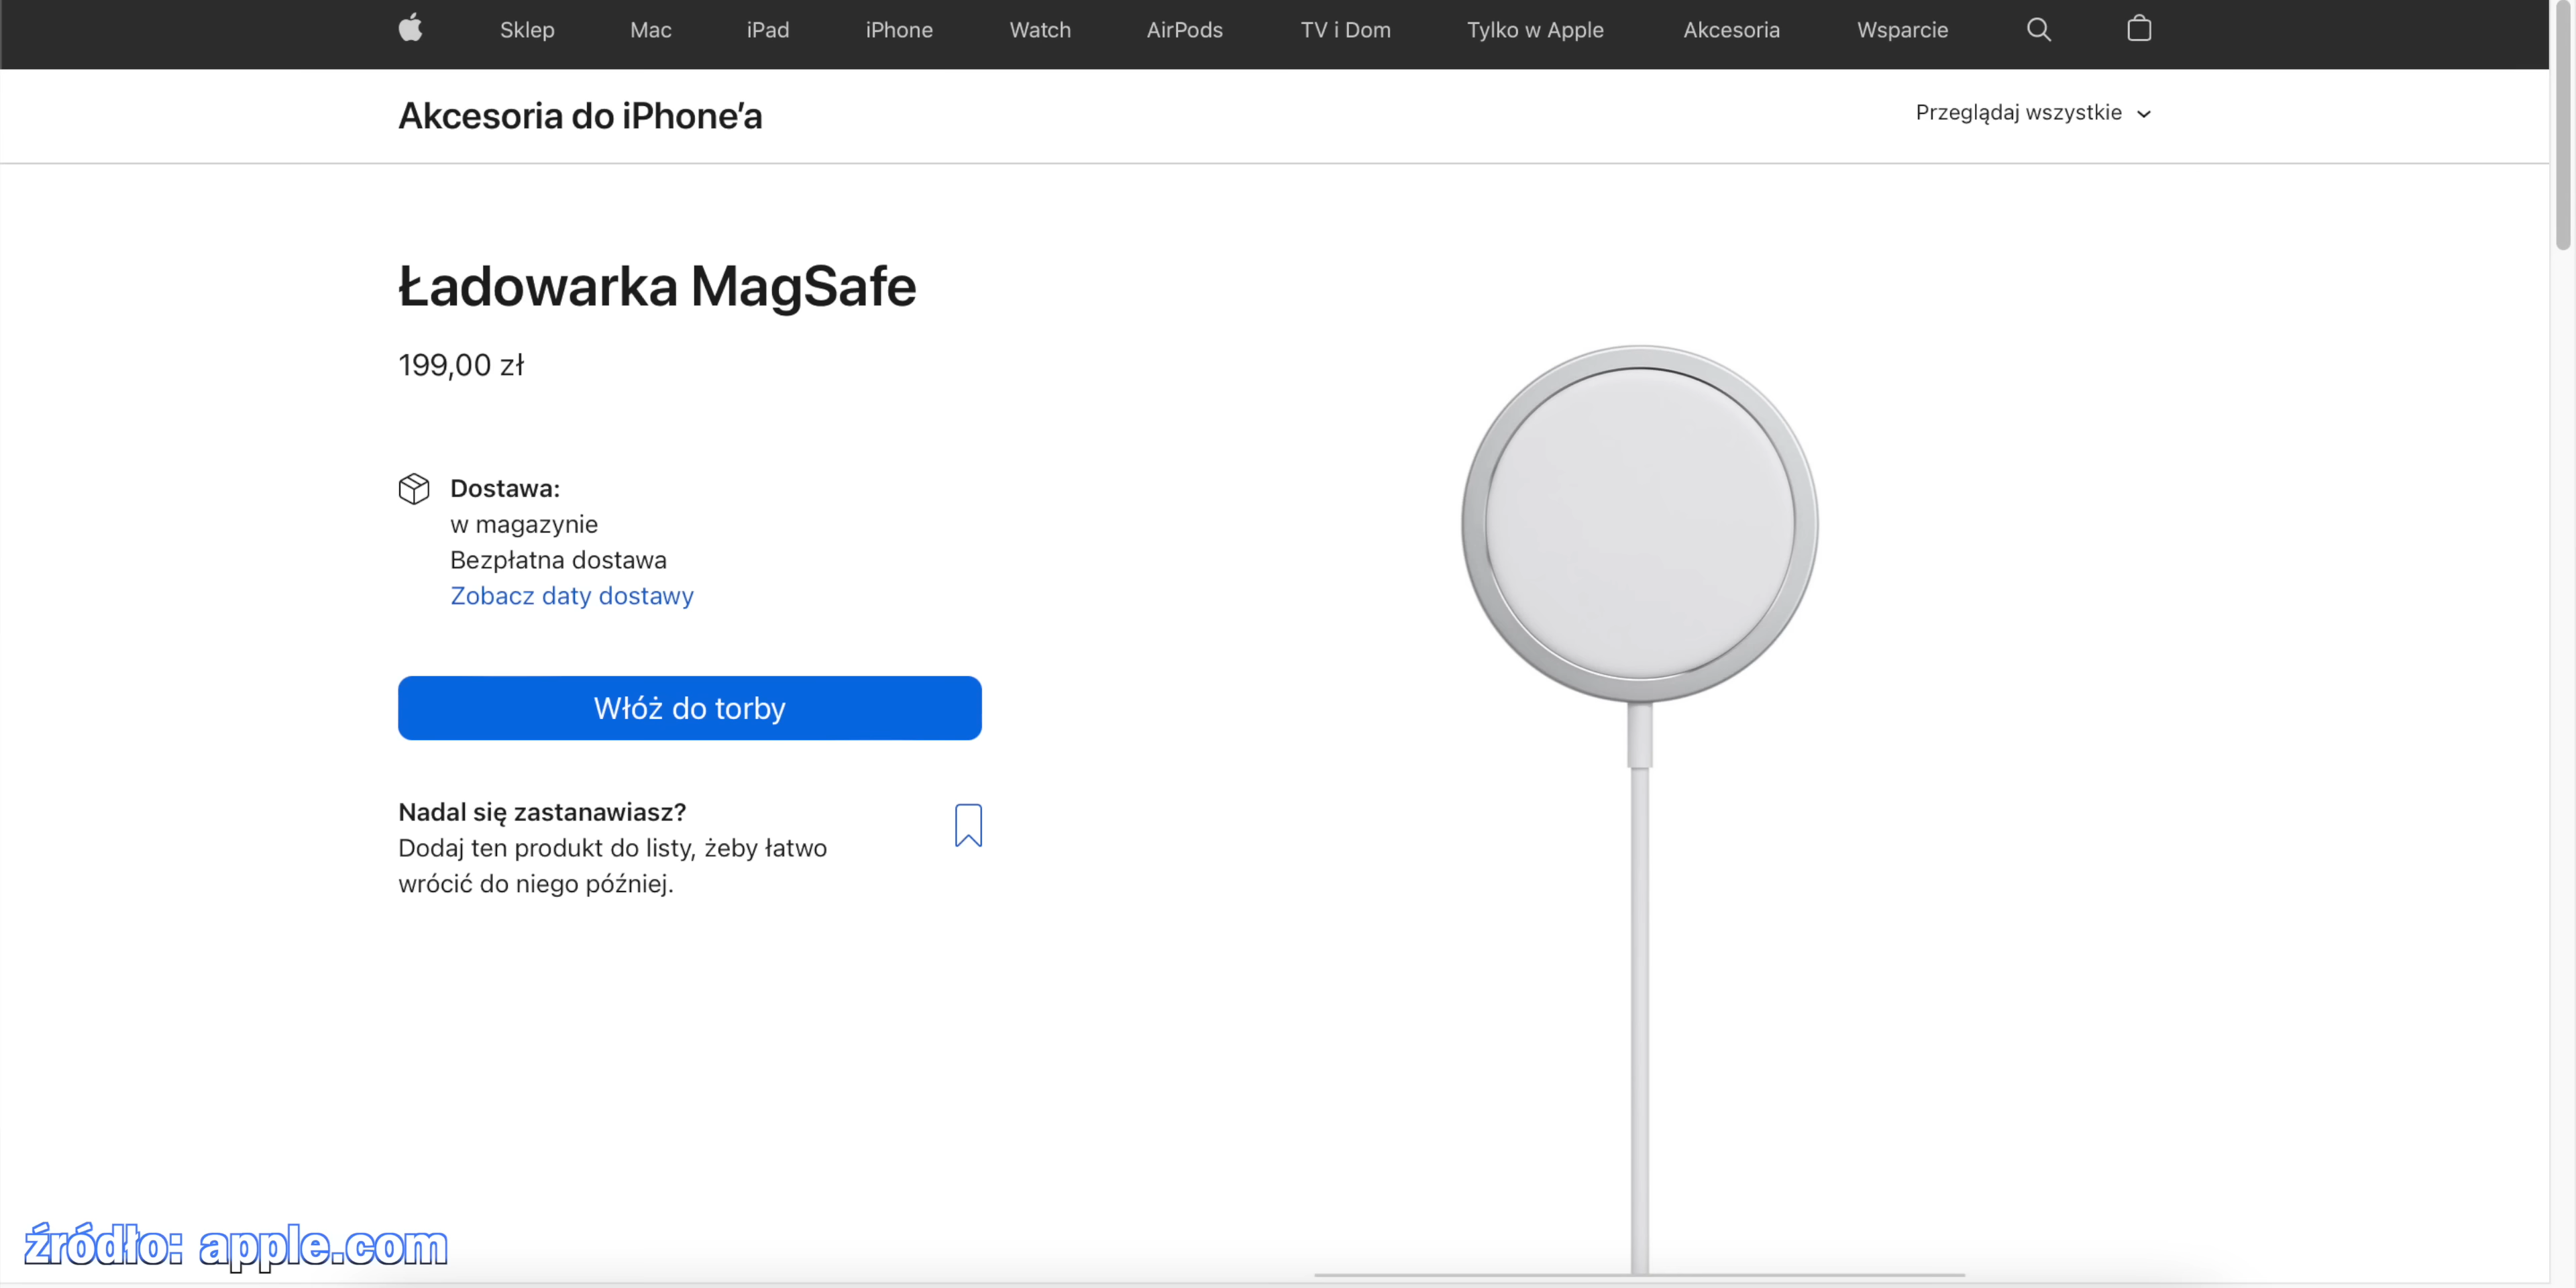 Sklep Mac iPad iPhone Watch AirPods TV i Dom Tylko w Apple Akcesoria Wsparcie
Akcesoria do iPhone’a
Przeglądaj wszystkie
Ładowarka MagSafe
199,00 zł
Dostawa:
w magazynie
Bezpłatna dostawa
Zobacz daty dostawy
Włóż do torby
Nadal się zastanawiasz?
Dodaj ten produkt do listy, żeby łatwo
wrócić do niego później.
źródło: apple.com